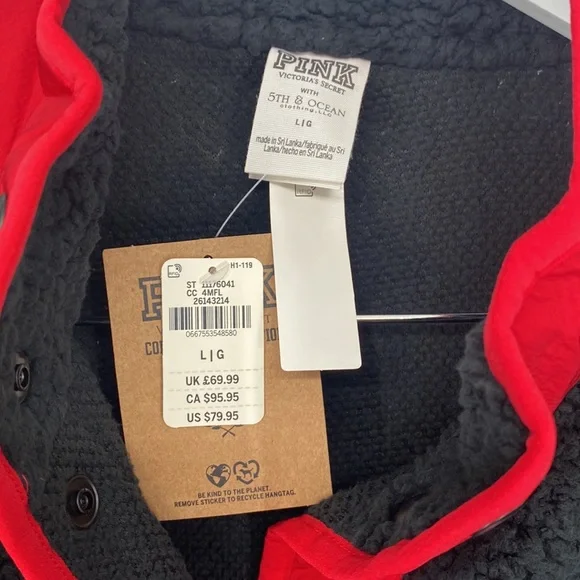 PINK
VICTORIA'S SECRET
WITH
5TH & OCEAN
clothing, LLC
L|G
made in Sri Lanka/fabriqué au Sri
Lanka/hecho en Sri Lanka
H1-119
ST 11176041
CC 4MFL
26143214
0667553548580
L|G
UK £69.99
CA $95.95
US $79.95
BE KIND TO THE PLANET.
REMOVE STICKER TO RECYCLE HANGTAG.